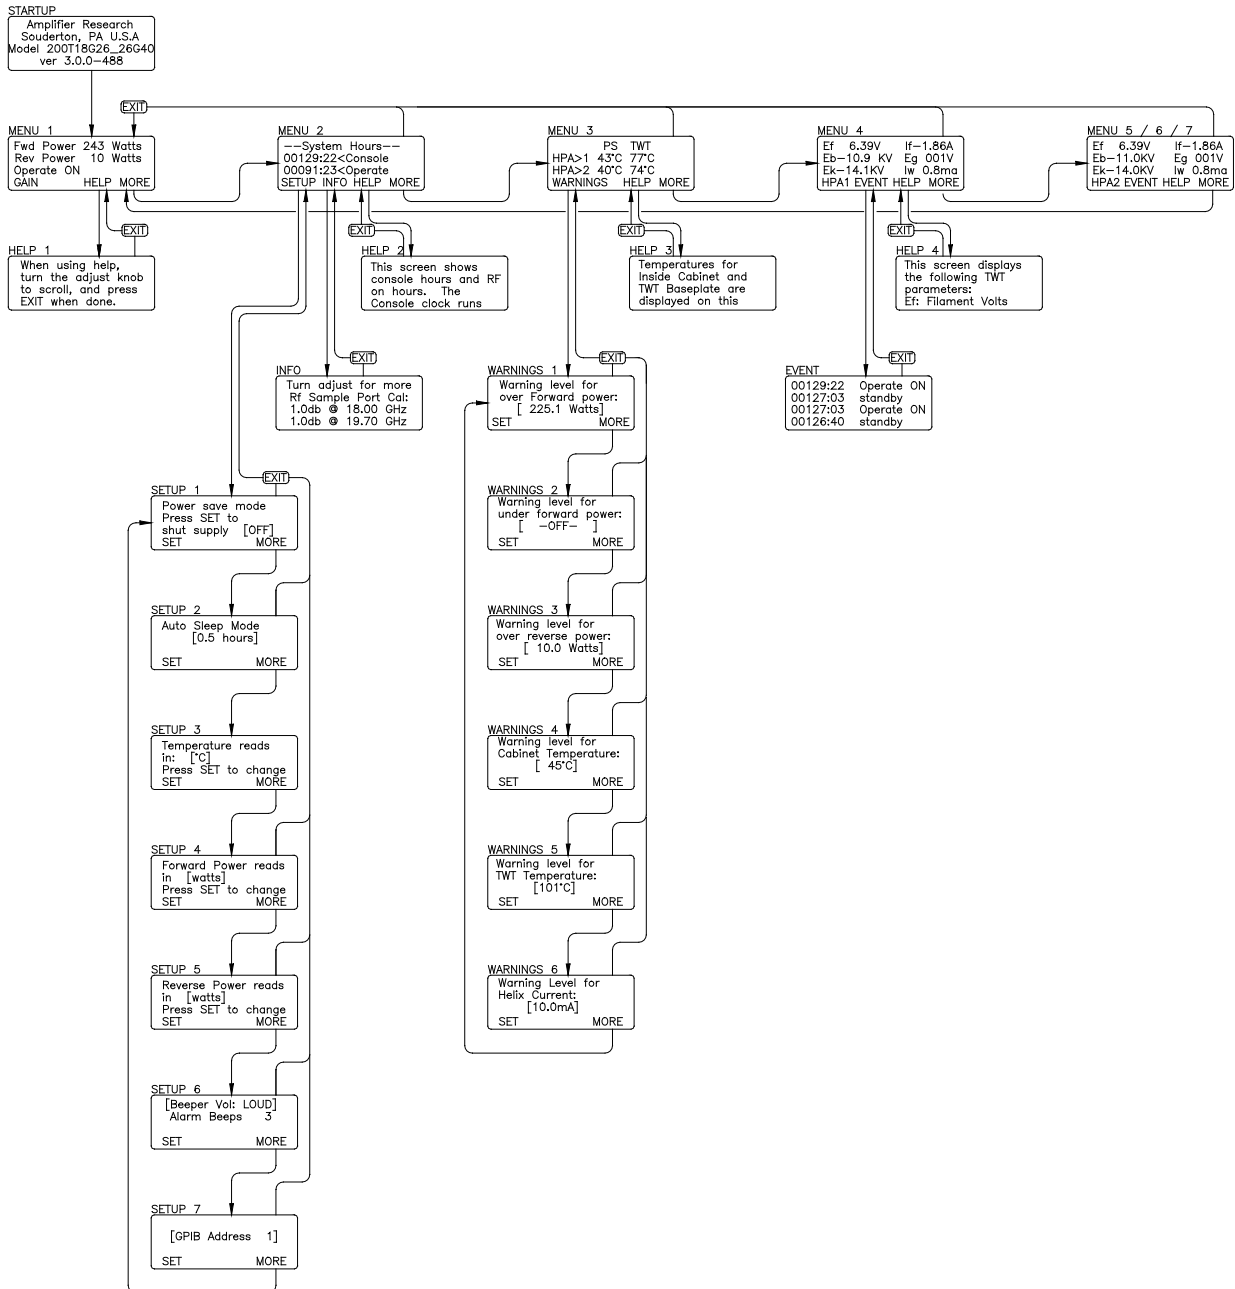 STARTUP
Amplifier Research
Souderton, PA U.S.A
Model 200T18G26_26G40
ver 3.0.0-488
EXIT
MENU 1
Fwd Power 243 Watts
Rev Power 10 Watts
Operate ON
GAIN HELP MORE
MENU 2
--System Hours--
00129:22<Console
00091:23<Operate
SETUP INFO HELP MORE
MENU 3
PS TWT
HPA>1 43°C 77°C
HPA>2 40°C 74°C
WARNINGS HELP MORE
MENU 4
Ef 6.39V If-1.86A
Eb-10.9 KV Eg 001V
Ek-14.1KV Iw 0.8ma
HPA1 EVENT HELP MORE
MENU 5 / 6 / 7
Ef 6.39V If-1.86A
Eb-11.0KV Eg 001V
Ek-14.0KV Iw 0.8ma
HPA2 EVENT HELP MORE
EXIT
EXIT
EXIT
EXIT
HELP 1
When using help,
turn the adjust knob
to scroll, and press
EXIT when done.
HELP 2
This screen shows
console hours and RF
on hours. The
Console clock runs
HELP 3
Temperatures for
Inside Cabinet and
TWT Baseplate are
displayed on this
HELP 4
This screen displays
the following TWT
parameters:
Ef: Filament Volts
EXIT
EXIT
EXIT
INFO
Turn adjust for more
Rf Sample Port Cal:
1.0db @ 18.00 GHz
1.0db @ 19.70 GHz
WARNINGS 1
Warning level for
over Forward power:
[ 225.1 Watts]
SET MORE
EVENT
00129:22 Operate ON
00127:03 standby
00127:03 Operate ON
00126:40 standby
EXIT
SETUP 1
Power save mode
Press SET to
shut supply [OFF]
SET MORE
WARNINGS 2
Warning level for
under forward power:
[ -OFF- ]
SET MORE
SETUP 2
Auto Sleep Mode
[0.5 hours]
SET MORE
WARNINGS 3
Warning level for
over reverse power:
[ 10.0 Watts]
SET MORE
SETUP 3
Temperature reads
in: [°C]
Press SET to change
SET MORE
WARNINGS 4
Warning level for
Cabinet Temperature:
[ 45°C]
SET MORE
SETUP 4
Forward Power reads
in [watts]
Press SET to change
SET MORE
WARNINGS 5
Warning level for
TWT Temperature:
[101°C]
SET MORE
SETUP 5
Reverse Power reads
in [watts]
Press SET to change
SET MORE
WARNINGS 6
Warning Level for
Helix Current:
[10.0mA]
SET MORE
SETUP 6
[Beeper Vol: LOUD]
Alarm Beeps 3
SET MORE
SETUP 7
[GPIB Address 1]
SET MORE